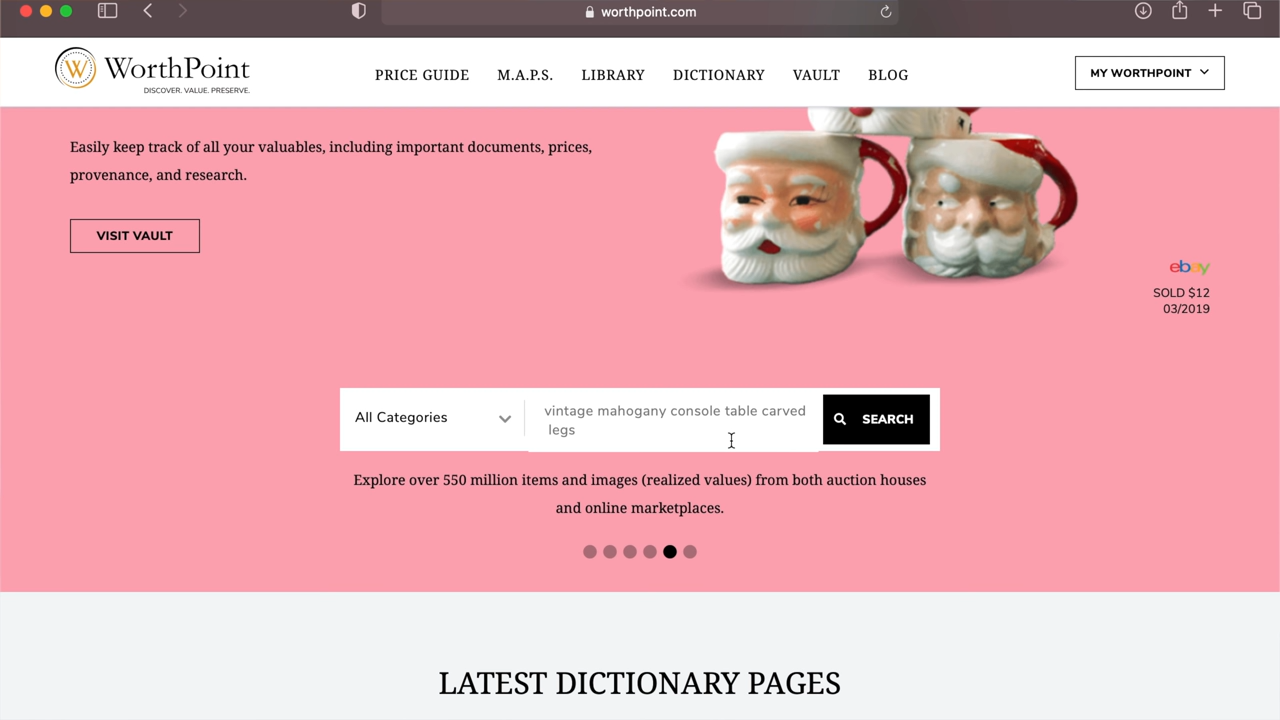 worthpoint.com
W WorthPoint
DISCOVER. VALUE. PRESERVE.
PRICE GUIDE M.A.P.S. LIBRARY DICTIONARY VAULT BLOG
MY WORTHPOINT
Easily keep track of all your valuables, including important documents, prices,
provenance, and research.
VISIT VAULT
ebay
SOLD $12
03/2019
All Categories
vintage mahogany console table carved
legs
SEARCH
Explore over 550 million items and images (realized values) from both auction houses
and online marketplaces.
LATEST DICTIONARY PAGES